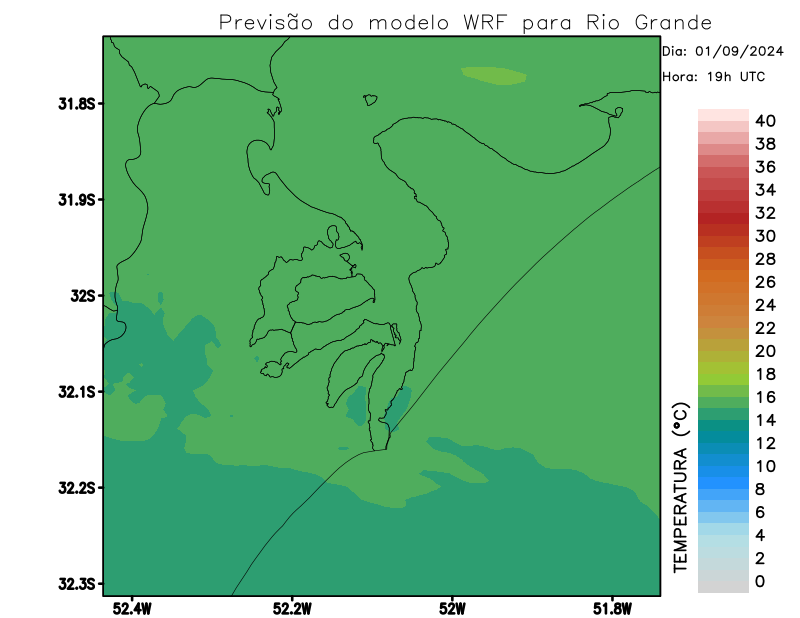 Previsão do modelo WRF para Rio Grande
Dia: 01/09/2024
Hora: 19h UTC
31.8S
31.9S
32S
32.1S
32.2S
32.3S
52.4W
52.2W
52W
51.8W
TEMPERATURA (°C)
40
38
36
34
32
30
28
26
24
22
20
18
16
14
12
10
8
6
4
2
0